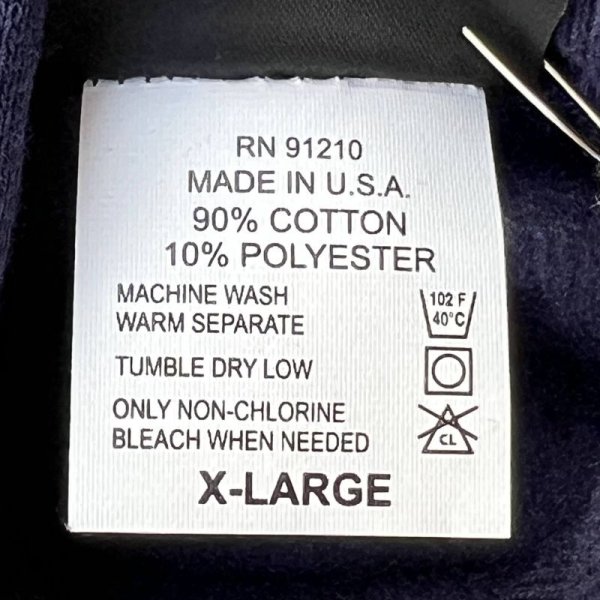 RN 91210
MADE IN U.S.A.
90% COTTON
10% POLYESTER
MACHINE WASH
WARM SEPARATE
102 F
40°C
TUMBLE DRY LOW
ONLY NON-CHLORINE
BLEACH WHEN NEEDED
CL
X-LARGE